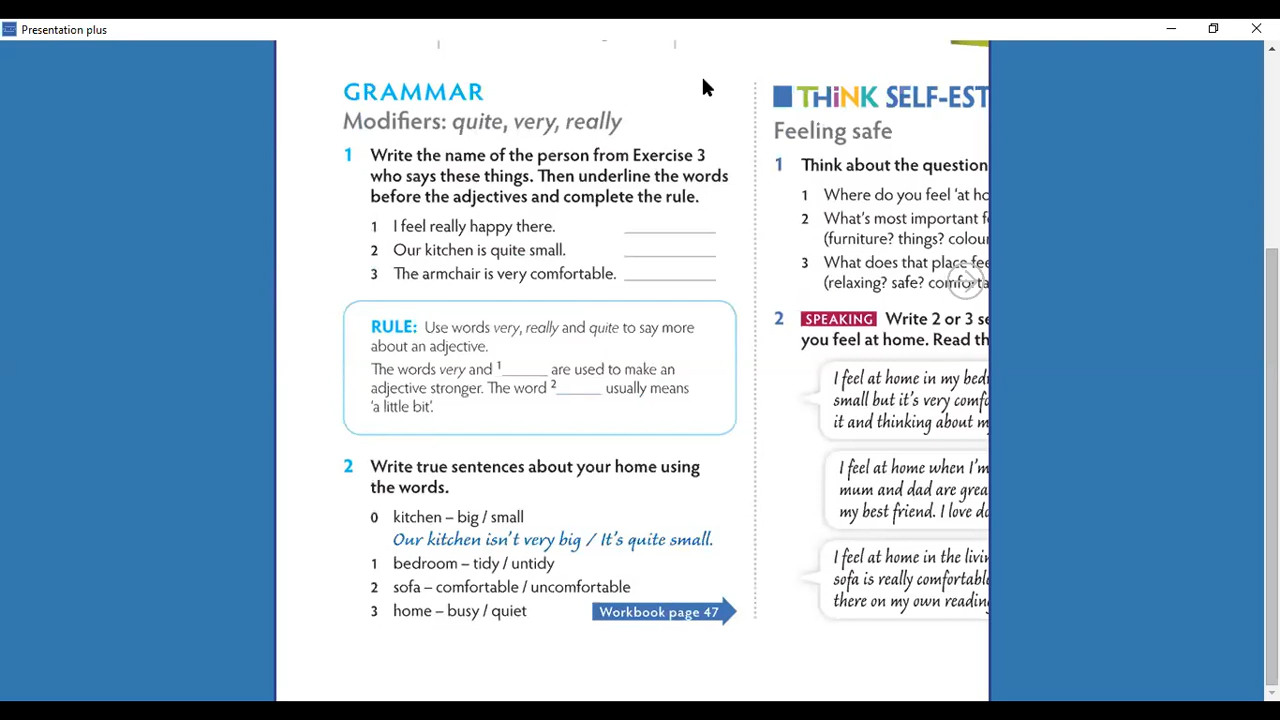 Presentation plus
GRAMMAR
Modifiers: quite, very, really
1 Write the name of the person from Exercise 3
who says these things. Then underline the words
before the adjectives and complete the rule.
1 I feel really happy there. ________
2 Our kitchen is quite small. ________
3 The armchair is very comfortable. ________
RULE: Use words very, really and quite to say more
about an adjective.
The words very and 1______ are used to make an
adjective stronger. The word 2______ usually means
'a little bit'.
2 Write true sentences about your home using
the words.
0 kitchen – big / small
Our kitchen isn't very big / It's quite small.
1 bedroom – tidy / untidy
2 sofa – comfortable / uncomfortable
3 home – busy / quiet
Workbook page 47
THiNK SELF-EST
Feeling safe
1 Think about the question
1 Where do you feel 'at ho
2 What's most important f
(furniture? things? colou
3 What does that place fee
(relaxing? safe? comforta
2 SPEAKING Write 2 or 3 se
you feel at home. Read th
I feel at home in my bed
small but it's very comfo
it and thinking about m
I feel at home when I'm
mum and dad are grea
my best friend. I love do
I feel at home in the livi
sofa is really comfortabl
there on my own readin